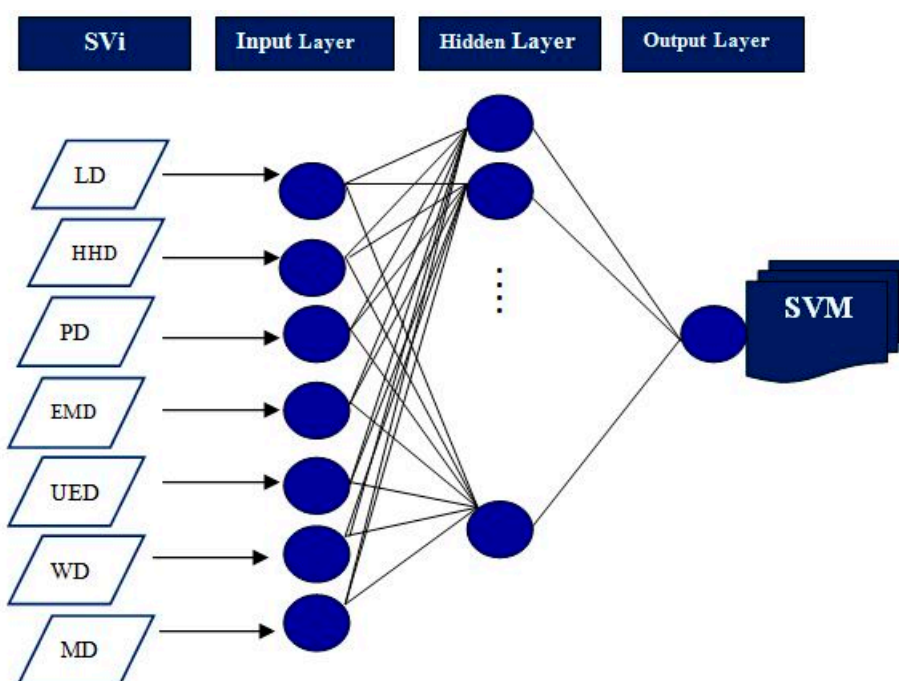 SVi
Input Layer
Hidden Layer
Output Layer
LD
HHD
PD
EMD
UED
WD
MD
SVM